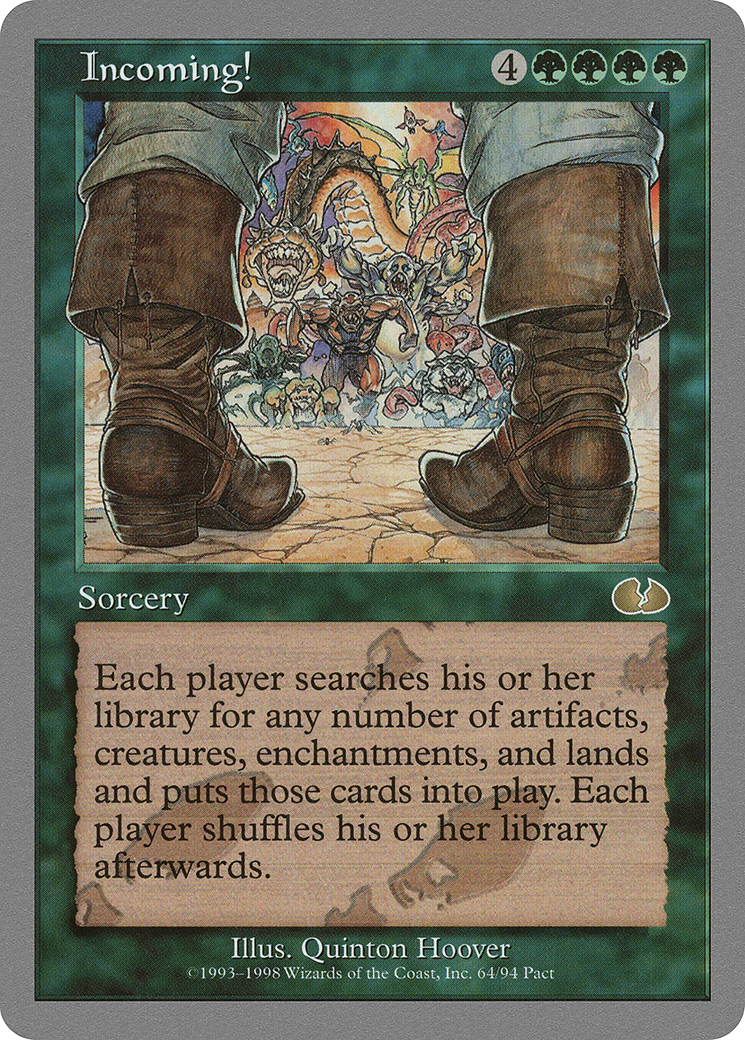 Incoming!
4
Sorcery
Each player searches his or her
library for any number of artifacts,
creatures, enchantments, and lands
and puts those cards into play. Each
player shuffles his or her library
afterwards.
Illus. Quinton Hoover
©1993–1998 Wizards of the Coast, Inc. 64/94 Pact